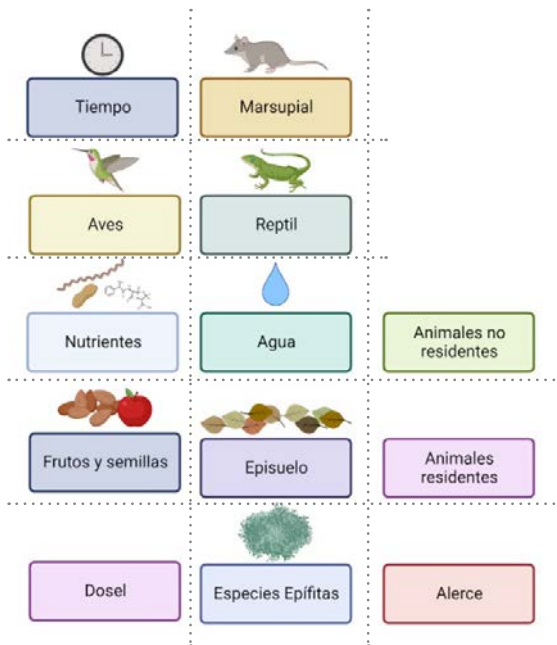 Tiempo
Marsupial
Aves
Reptil
Nutrientes
Agua
Animales no
residentes
Frutos y semillas
Episuelo
Animales
residentes
Dosel
Especies Epífitas
Alerce